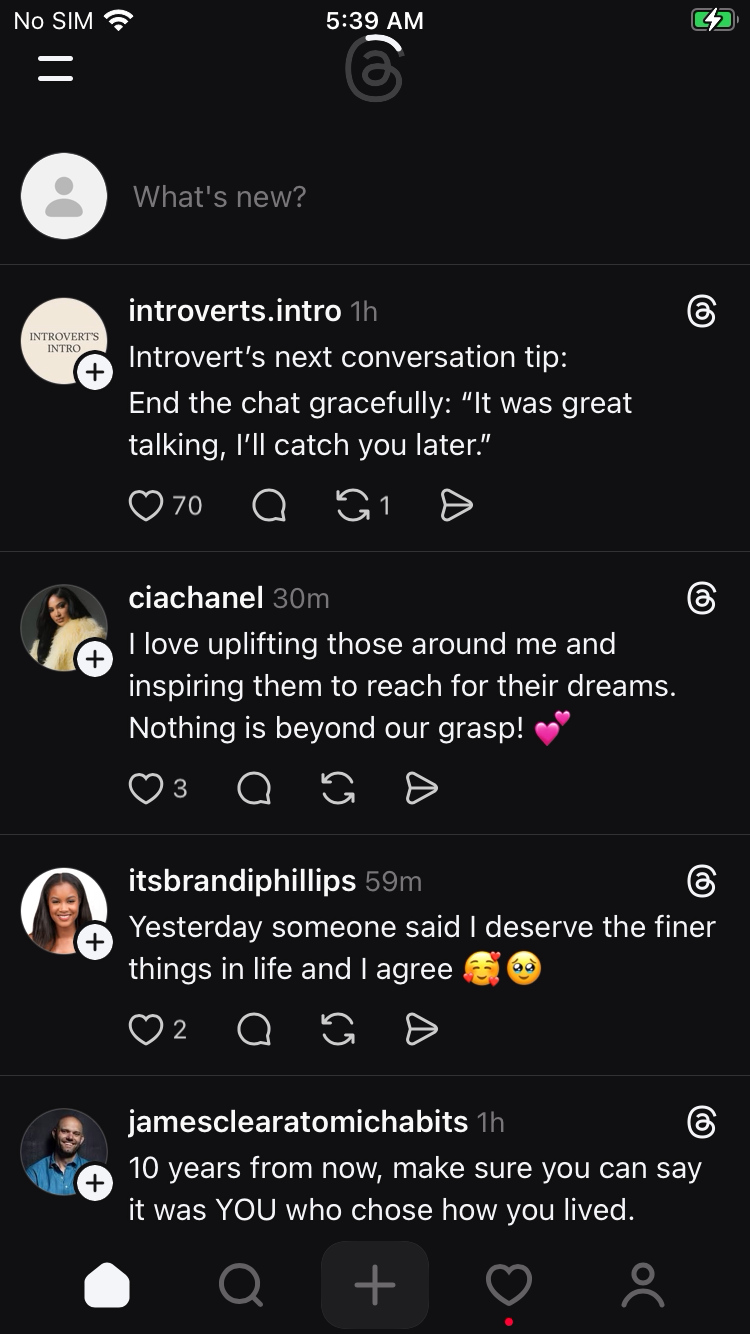 No SIM 5:39 AM
What's new?
introverts.intro 1h
INTROVERT'S
INTRO
Introvert’s next conversation tip:
End the chat gracefully: “It was great
talking, I’ll catch you later.”
70 1
ciachanel 30m
I love uplifting those around me and
inspiring them to reach for their dreams.
Nothing is beyond our grasp! 💕
3
itsbrandiphillips 59m
Yesterday someone said I deserve the finer
things in life and I agree 🥰🥹
2
jamesclearatomichabits 1h
10 years from now, make sure you can say
it was YOU who chose how you lived.